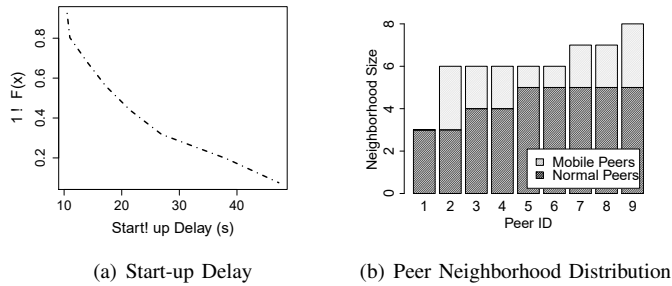 1 ! F(x)
0.8
0.6
0.4
0.2
10 20 30 40
Start! up Delay (s)
(a) Start-up Delay
Neighborhood Size
8
6
4
2
0
Mobile Peers
Normal Peers
1 2 3 4 5 6 7 8 9
Peer ID
(b) Peer Neighborhood Distribution